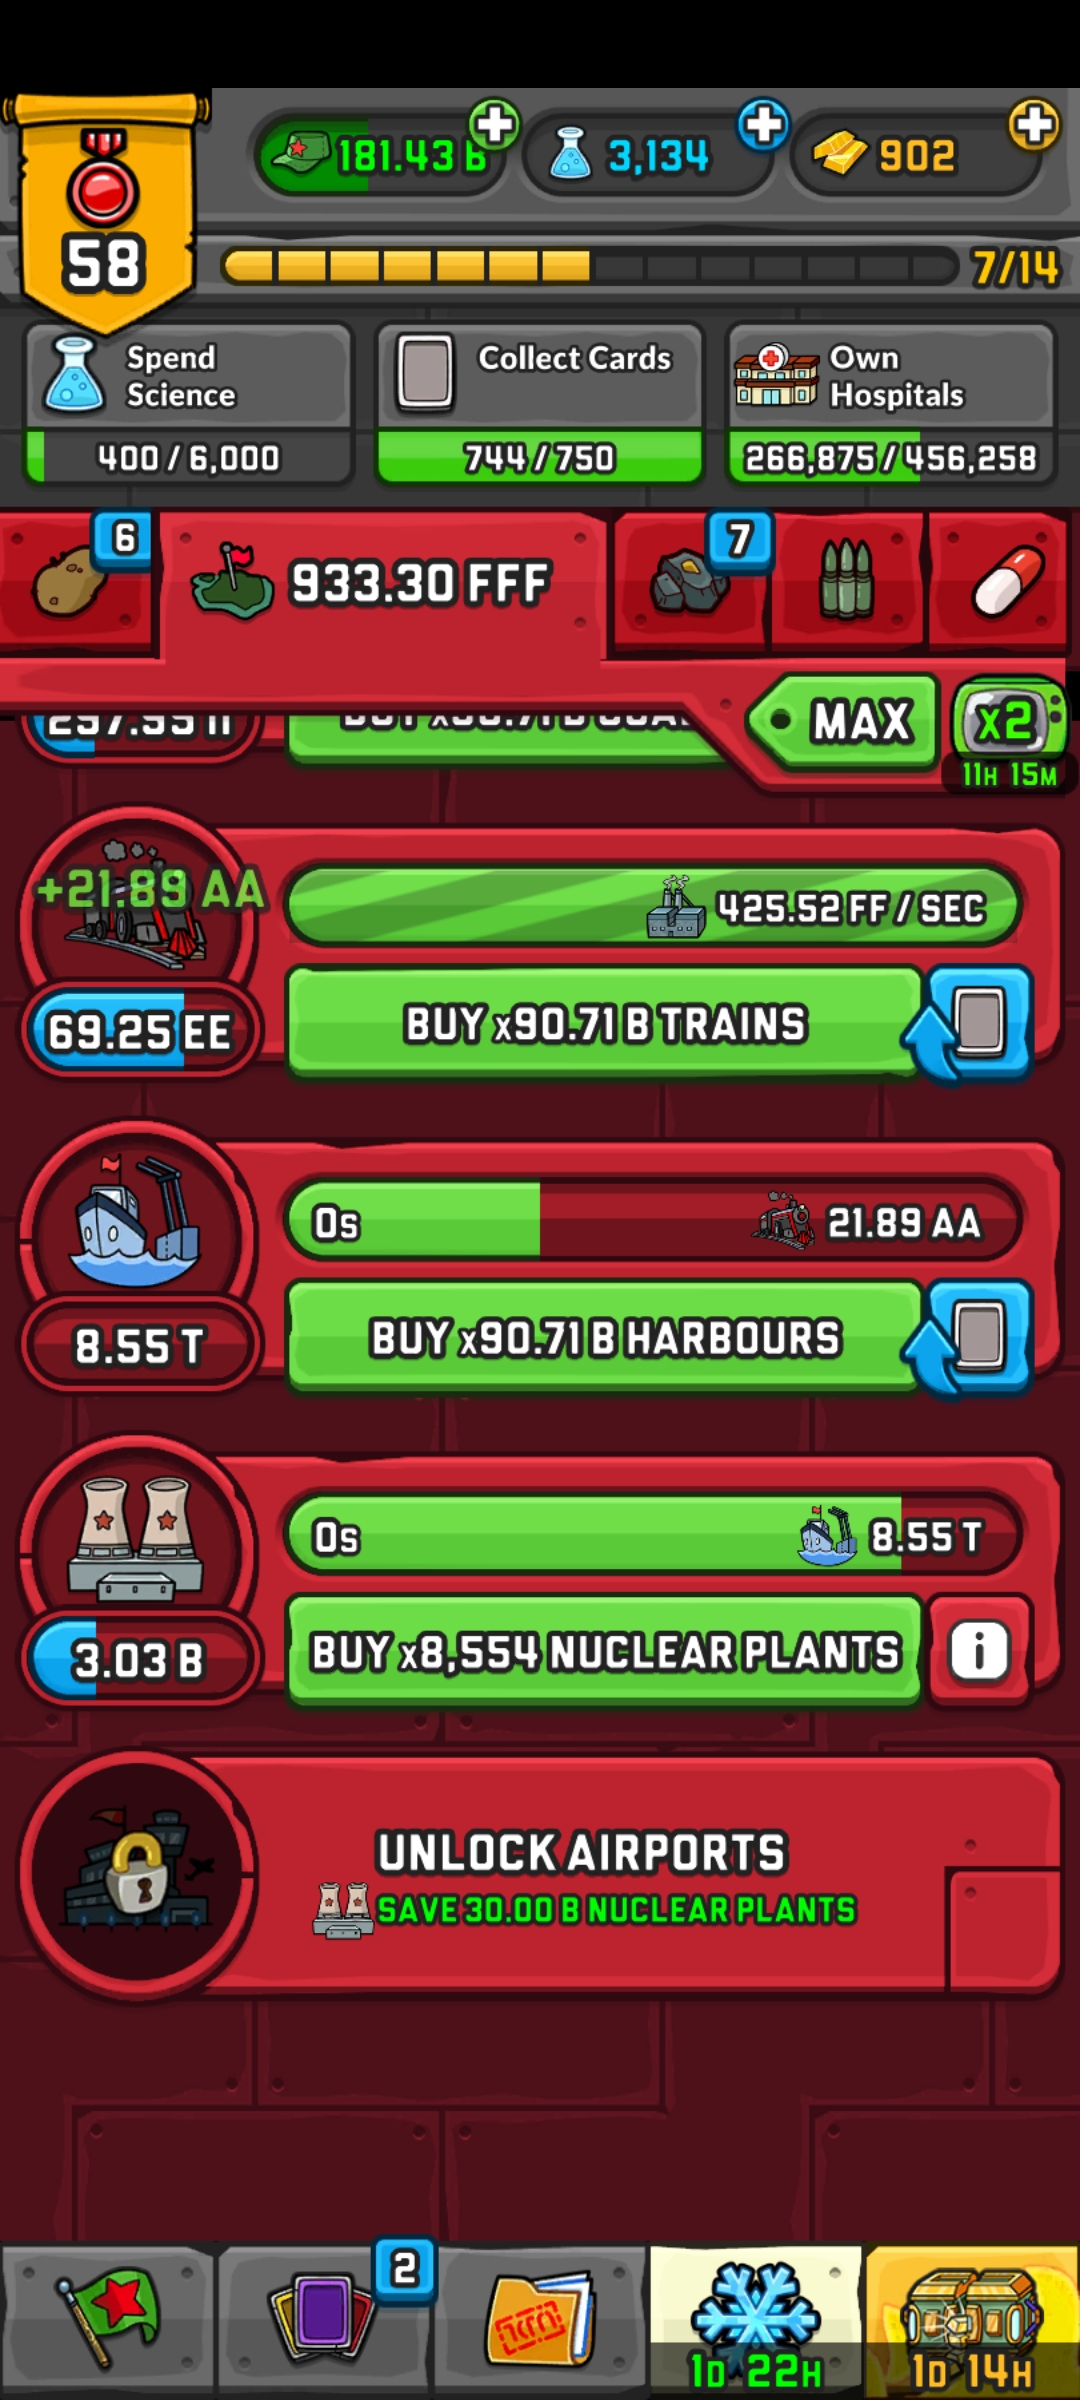 58
181.43 B
3,134
902
7/14
Spend
Science
400 / 6,000
Collect Cards
744 / 750
Own
Hospitals
266,875 / 456,258
6
933.30 FFF
7
MAX
x2
11H 15M
+21.89 AA
425.52 FF / SEC
69.25 EE
BUY x90.71 B TRAINS
0s
21.89 AA
8.55 T
BUY x90.71 B HARBOURS
0s
8.55 T
3.03 B
BUY x8,554 NUCLEAR PLANTS
i
UNLOCK AIRPORTS
SAVE 30.00 B NUCLEAR PLANTS
2
1D 22H
1D 14H